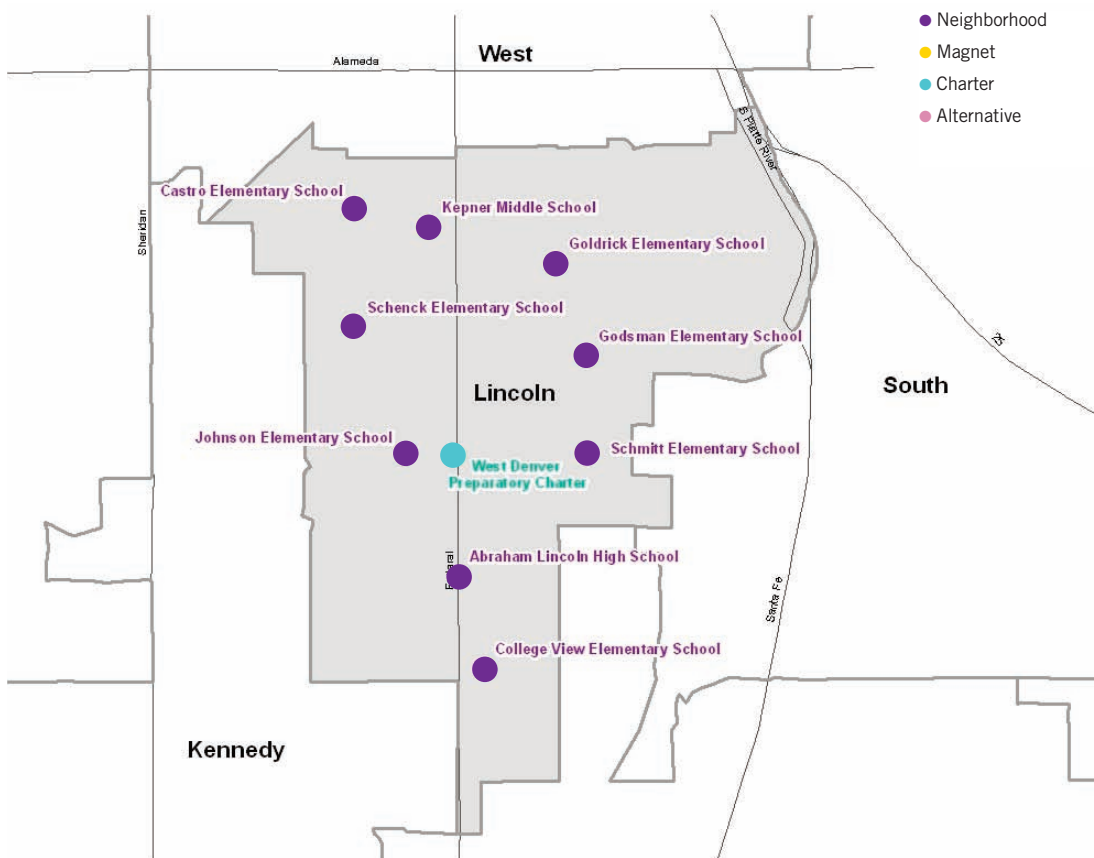 Neighborhood
Magnet
Charter
Alternative
West
Alameda
S Platte River
Castro Elementary School
Kepner Middle School
Sheridan
Goldrick Elementary School
Schenck Elementary School
Godsman Elementary School
25
South
Lincoln
Johnson Elementary School
Schmitt Elementary School
West Denver
Preparatory Charter
Abraham Lincoln High School
Santa Fe
College View Elementary School
Kennedy